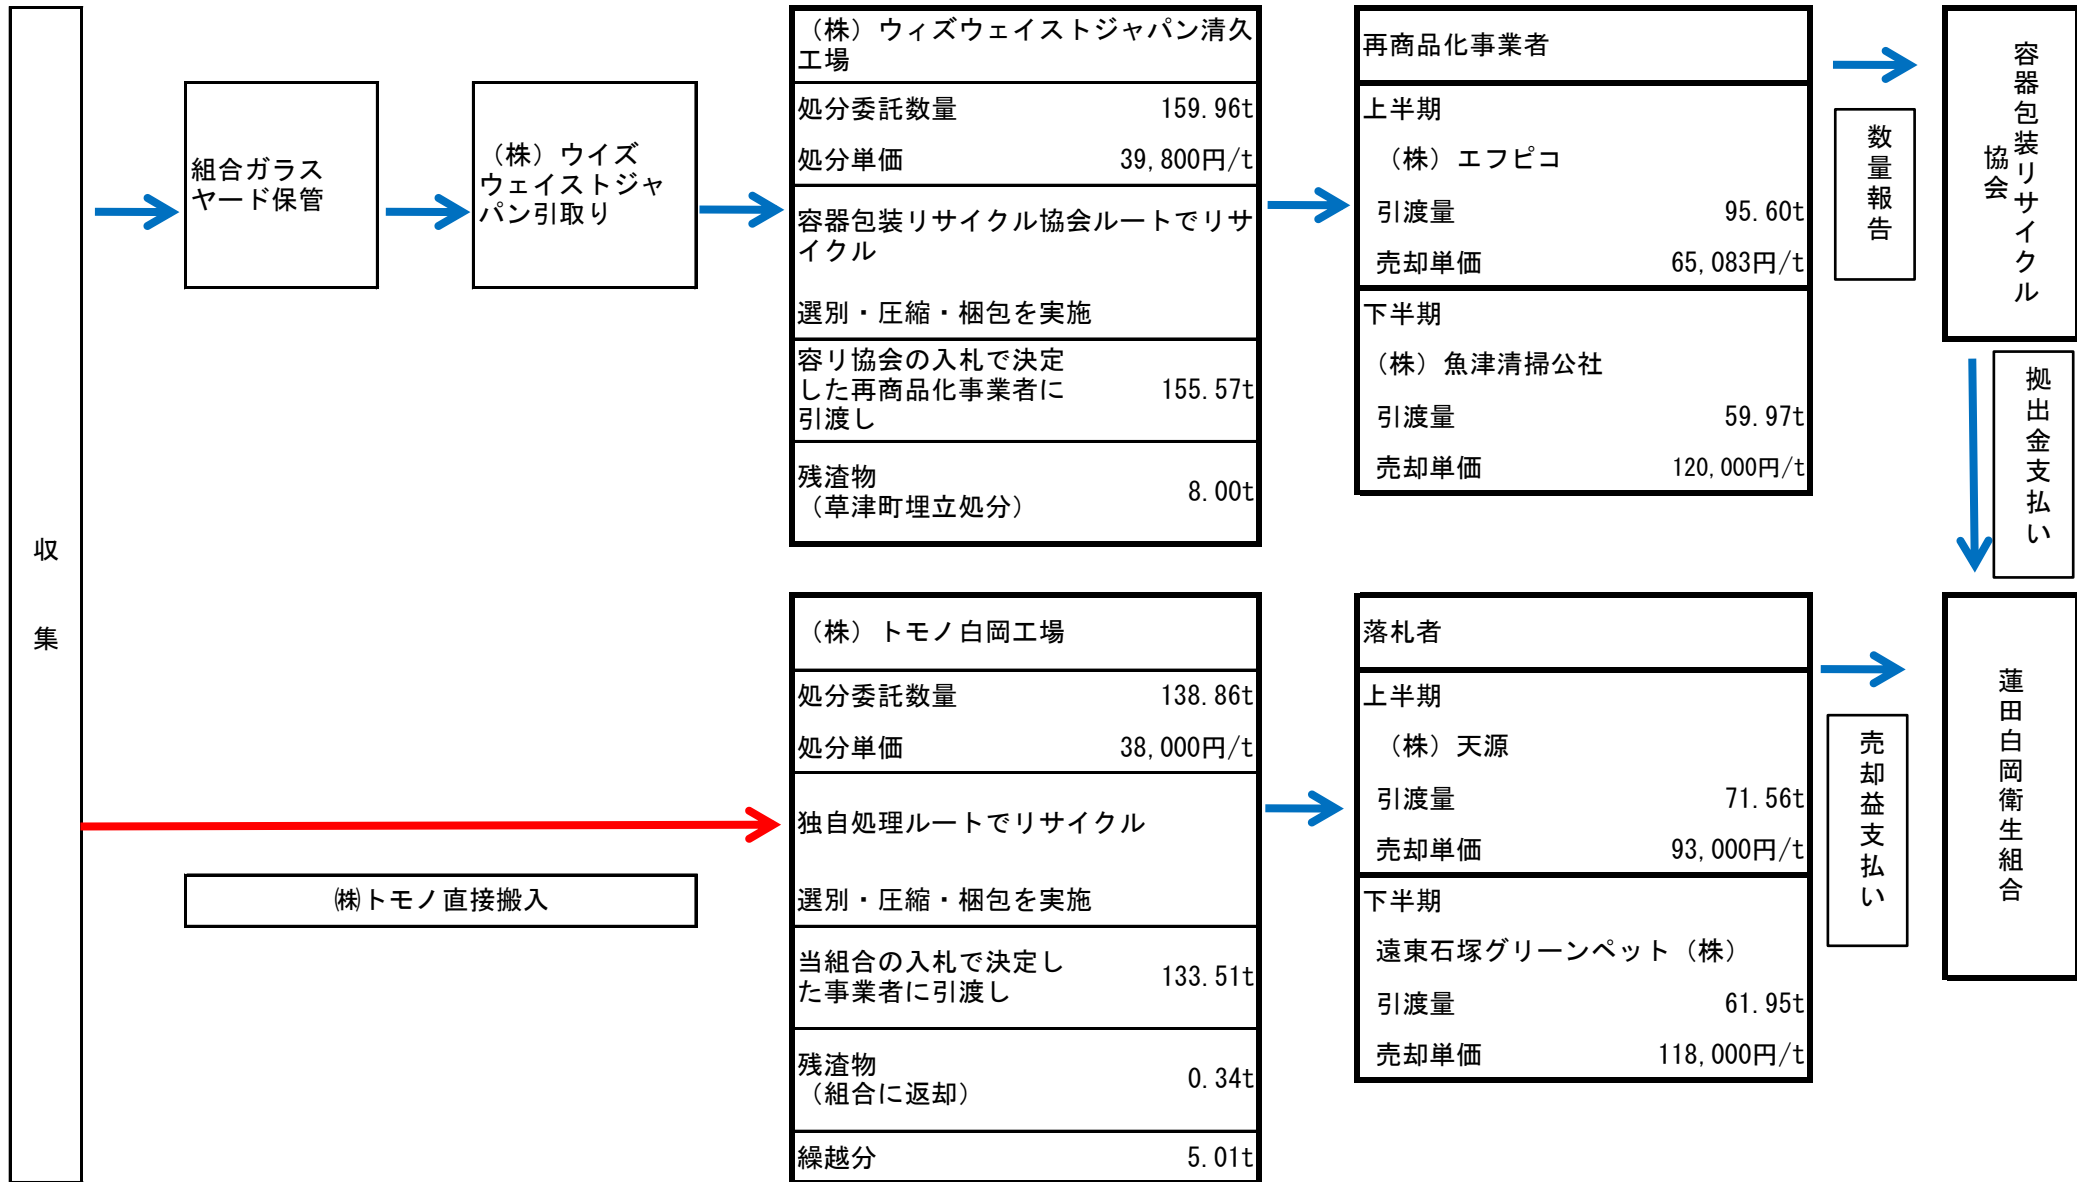 収集
組合ガラス
ヤード保管
（株）ウイズ
ウェイストジャ
パン引取り
（株）ウィズウェイストジャパン清久
工場
処分委託数量 159.96t
処分単価 39,800円/t
容器包装リサイクル協会ルートでリサ
イクル
選別・圧縮・梱包を実施
容リ協会の入札で決定
した再商品化事業者に
引渡し
155.57t
残渣物
（草津町埋立処分）
8.00t
再商品化事業者
上半期
（株）エフピコ
引渡量 95.60t
売却単価 65,083円/t
下半期
（株）魚津清掃公社
引渡量 59.97t
売却単価 120,000円/t
数量報告
容器包装リサイクル
協会
拠出金支払い
㈱トモノ直接搬入
（株）トモノ白岡工場
処分委託数量 138.86t
処分単価 38,000円/t
独自処理ルートでリサイクル
選別・圧縮・梱包を実施
当組合の入札で決定し
た事業者に引渡し
133.51t
残渣物
（組合に返却）
0.34t
繰越分 5.01t
落札者
上半期
（株）天源
引渡量 71.56t
売却単価 93,000円/t
下半期
遠東石塚グリーンペット（株）
引渡量 61.95t
売却単価 118,000円/t
売却益支払い
蓮田白岡衛生組合